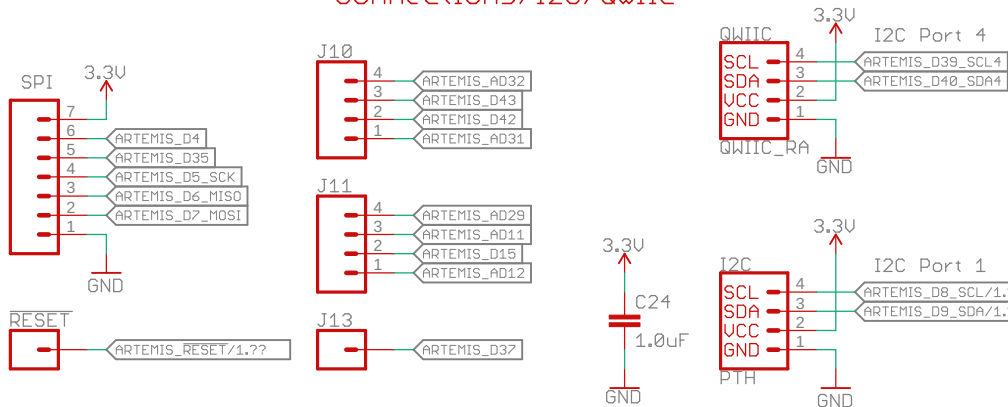 CONNECTIONS/I2C/QWIIC
SPI
3.3V
7
6
ARTEMIS_D4
5
ARTEMIS_D35
4
ARTEMIS_D5_SCK
3
ARTEMIS_D6_MISO
2
ARTEMIS_D7_MOSI
1
GND
RESET
ARTEMIS_RESET/1.??
J10
4
ARTEMIS_AD32
3
ARTEMIS_D43
2
ARTEMIS_D42
1
ARTEMIS_AD31
J11
4
ARTEMIS_AD29
3
ARTEMIS_AD11
2
ARTEMIS_D15
1
ARTEMIS_AD12
J13
ARTEMIS_D37
3.3V
C24
1.0uF
GND
QWIIC
3.3V
I2C Port 4
SCL
4
ARTEMIS_D39_SCL4
SDA
3
ARTEMIS_D40_SDA4
VCC
2
GND
1
QWIIC_RA
GND
I2C
3.3V
I2C Port 1
SCL
4
ARTEMIS_D8_SCL/1.
SDA
3
ARTEMIS_D9_SDA/1.
VCC
2
GND
1
PTH
GND